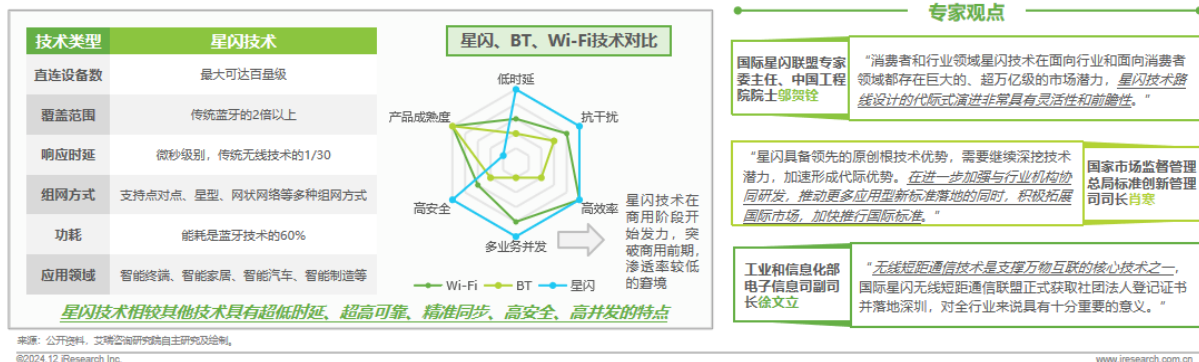 技术类型 星闪技术
直连设备数 最大可达百量级
覆盖范围 传统蓝牙的2倍以上
响应时延 微秒级别，传统无线技术的1/30
组网方式 支持点对点、星型、网状网络等多种组网方式
功耗 能耗是蓝牙技术的60%
应用领域 智能终端、智能家居、智能汽车、智能制造等
星闪、BT、Wi-Fi技术对比
低时延
产品成熟度
抗干扰
高安全
高效率
多业务并发
Wi-Fi BT 星闪
星闪技术在
商用阶段开
始发力，突
破商用前期，
渗透率较低
的窘境
星闪技术相较其他技术具有超低时延、超高可靠、精准同步、高安全、高并发的特点
专家观点
国际星闪联盟专家
委主任、中国工程
院院士邬贺铨
“消费者和行业领域星闪技术在面向行业和面向消费者
领域都存在巨大的、超万亿级的市场潜力，星闪技术路
线设计的代际式演进非常具有灵活性和前瞻性。”
“星闪具备领先的原创根技术优势，需要继续深挖技术
潜力，加速形成代际优势。在进一步加强与行业机构协
同研发，推动更多应用型新标准落地的同时，积极拓展
国际市场，加快推行国际标准。”
国家市场监督管理
总局标准创新管理
司司长肖寒
工业和信息化部
电子信息司副司
长徐文立
“无线短距通信技术是支撑万物互联的核心技术之一，
国际星闪无线短距通信联盟正式获取社团法人登记证书
并落地深圳，对全行业来说具有十分重要的意义。”
来源：公开资料，艾瑞咨询研究院自主研究及绘制。
©2024.12 iResearch Inc.
www.iresearch.com.cn